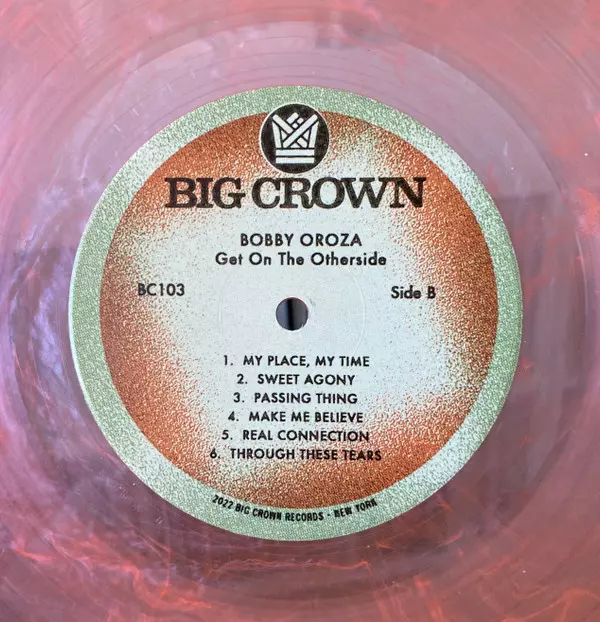 BIG CROWN
BOBBY OROZA
Get On The Otherside
BC103
Side B
1. MY PLACE, MY TIME
2. SWEET AGONY
3. PASSING THING
4. MAKE ME BELIEVE
5. REAL CONNECTION
6. THROUGH THESE TEARS
2022 BIG CROWN RECORDS - NEW YORK